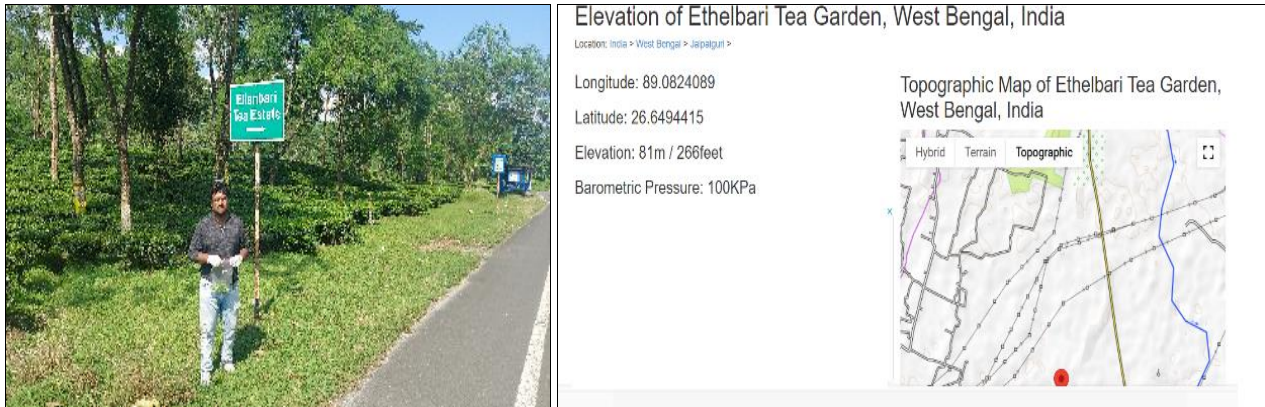 Ellenbari
Tea Estate
Elevation of Ethelbari Tea Garden, West Bengal, India
Location: India > West Bengal > Jalpaiguri >
Longitude: 89.0824089
Latitude: 26.6494415
Elevation: 81m / 266feet
Barometric Pressure: 100KPa
Topographic Map of Ethelbari Tea Garden,
West Bengal, India
Hybrid Terrain Topographic
x